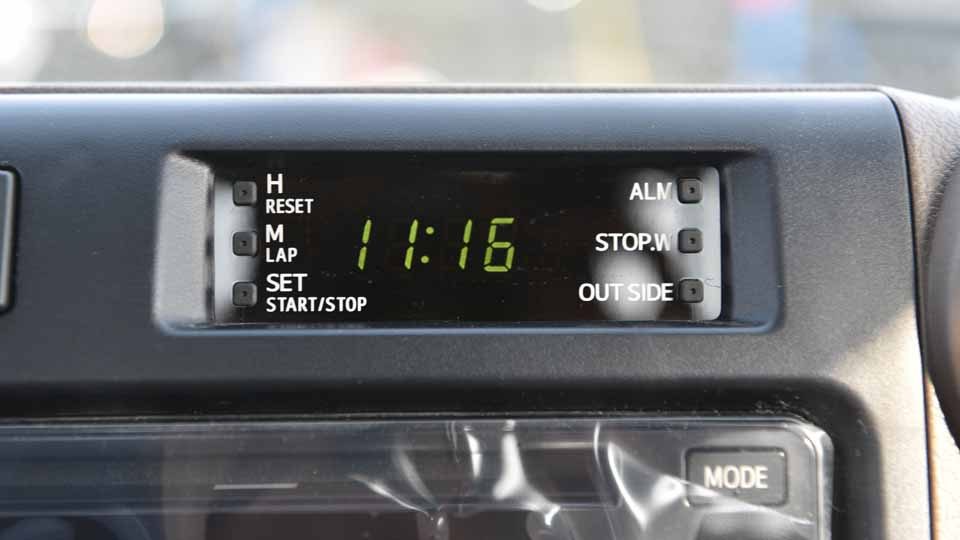 H
RESET
M
LAP
SET
START/STOP
11:16
ALM
STOP.W
OUT SIDE
MODE